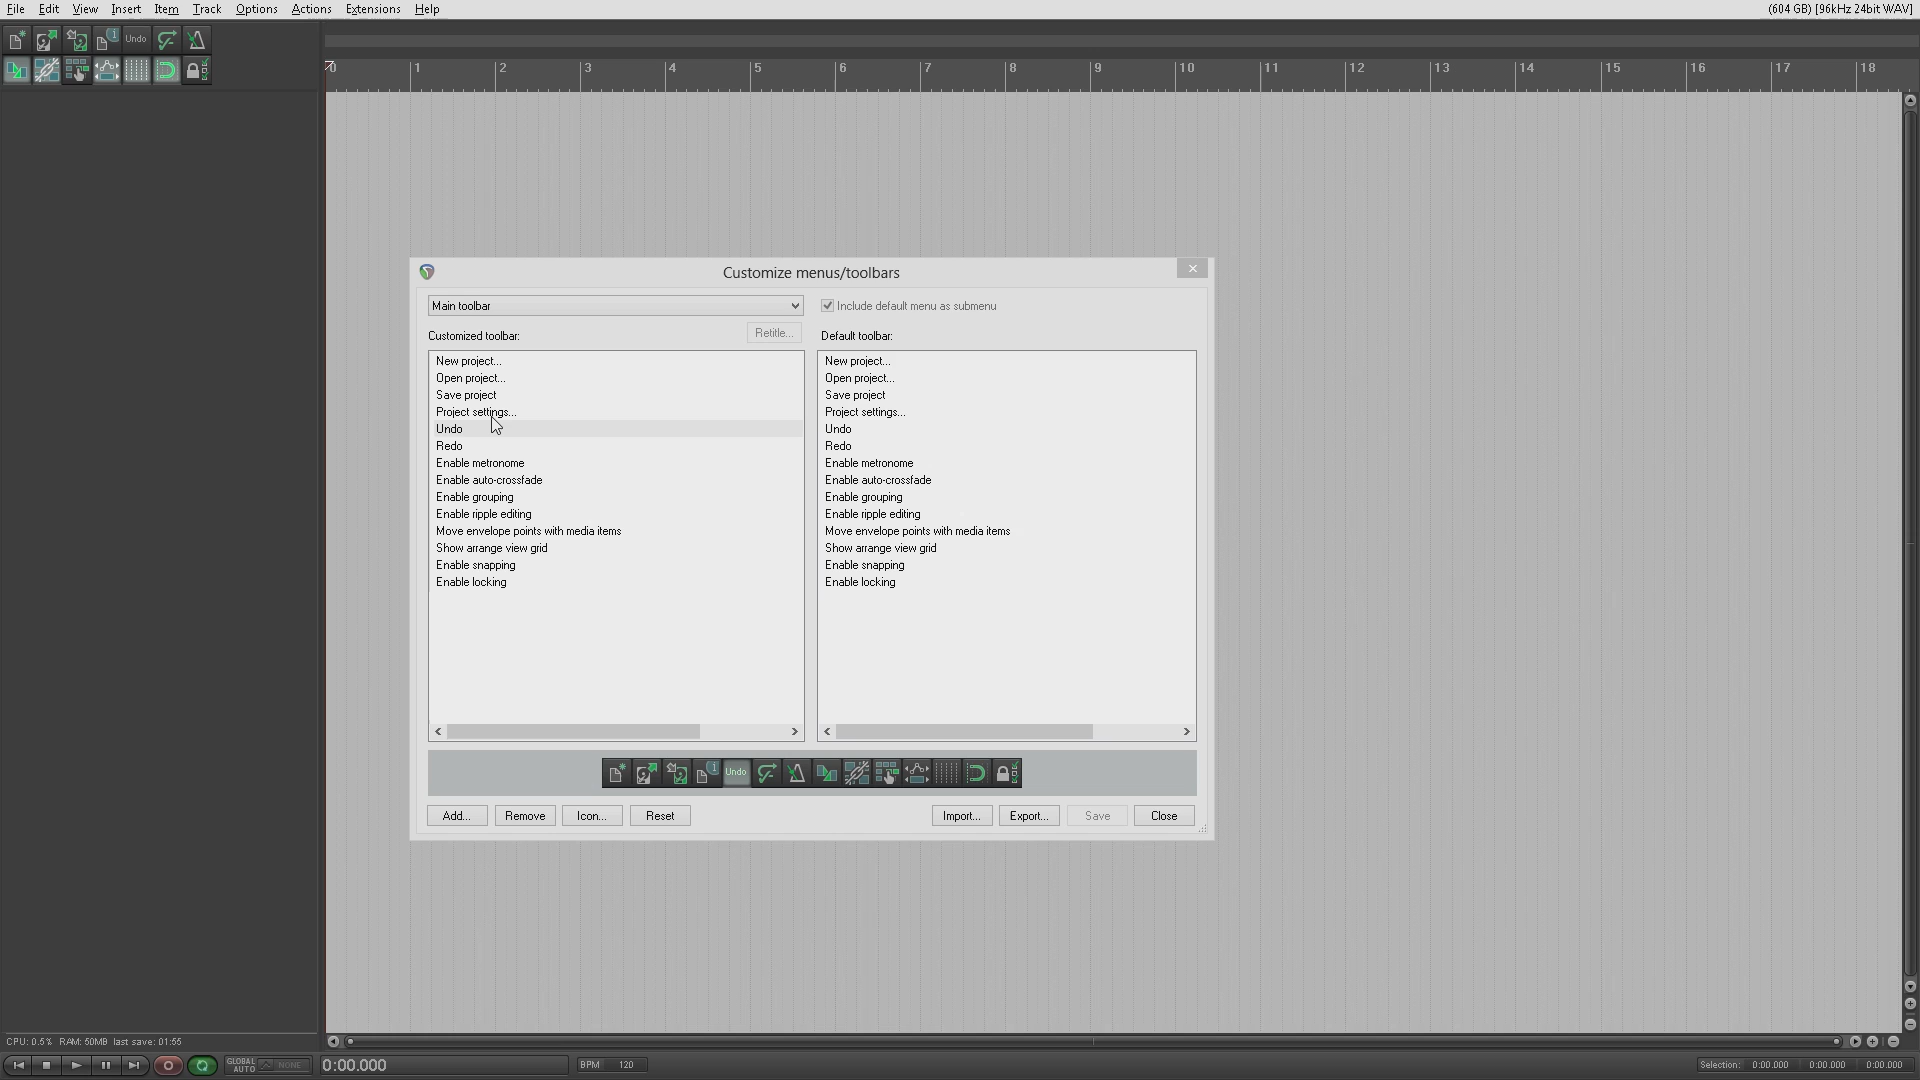 File Edit View Insert Item Track Options Actions Extensions Help
(604 GB) [96kHz 24bit WAV]
Undo
0 1 2 3 4 5 6 7 8 9 10 11 12 13 14 15 16 17 18
Customize menus/toolbars
Main toolbar
Include default menu as submenu
Customized toolbar:
Retitle...
Default toolbar:
New project...
Open project...
Save project
Project settings...
Undo
Redo
Enable metronome
Enable auto-crossfade
Enable grouping
Enable ripple editing
Move envelope points with media items
Show arrange view grid
Enable snapping
Enable locking
New project...
Open project...
Save project
Project settings...
Undo
Redo
Enable metronome
Enable auto-crossfade
Enable grouping
Enable ripple editing
Move envelope points with media items
Show arrange view grid
Enable snapping
Enable locking
Undo
Add... Remove Icon... Reset Import... Export... Save Close
CPU: 0.5% RAM: 50MB last save: 01:55
GLOBAL
AUTO
NONE
0:00.000
BPM 120
Selection: 0:00.000 0:00.000 0:00.000